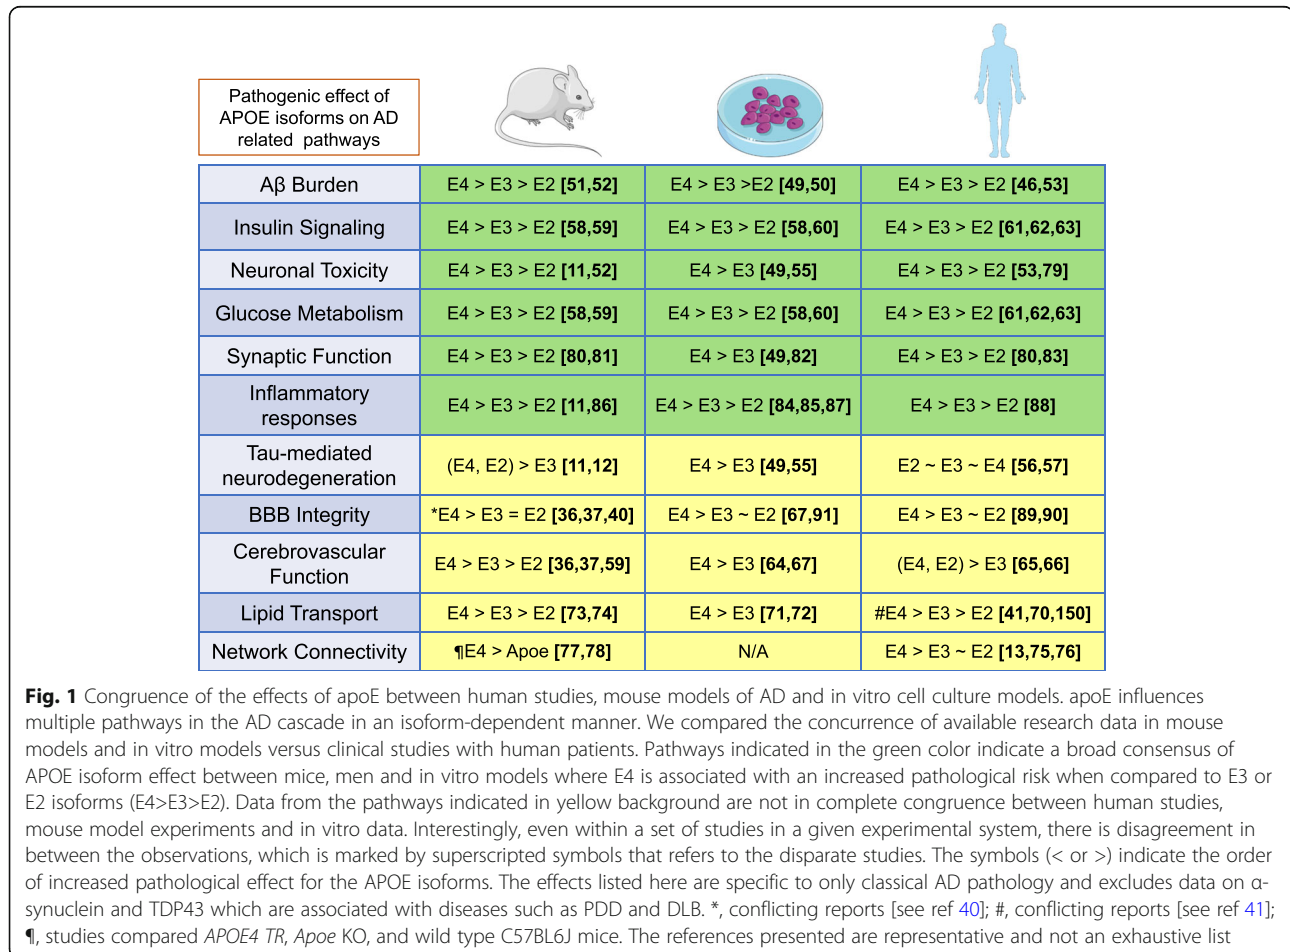 Pathogenic effect of
APOE isoforms on AD
related pathways
Aβ Burden E4 > E3 > E2 [51,52] E4 > E3 >E2 [49,50] E4 > E3 > E2 [46,53]
Insulin Signaling E4 > E3 > E2 [58,59] E4 > E3 > E2 [58,60] E4 > E3 > E2 [61,62,63]
Neuronal Toxicity E4 > E3 > E2 [11,52] E4 > E3 [49,55] E4 > E3 > E2 [53,79]
Glucose Metabolism E4 > E3 > E2 [58,59] E4 > E3 > E2 [58,60] E4 > E3 > E2 [61,62,63]
Synaptic Function E4 > E3 > E2 [80,81] E4 > E3 [49,82] E4 > E3 > E2 [80,83]
Inflammatory
responses E4 > E3 > E2 [11,86] E4 > E3 > E2 [84,85,87] E4 > E3 > E2 [88]
Tau-mediated
neurodegeneration (E4, E2) > E3 [11,12] E4 > E3 [49,55] E2 ~ E3 ~ E4 [56,57]
BBB Integrity *E4 > E3 = E2 [36,37,40] E4 > E3 ~ E2 [67,91] E4 > E3 ~ E2 [89,90]
Cerebrovascular
Function E4 > E3 > E2 [36,37,59] E4 > E3 [64,67] (E4, E2) > E3 [65,66]
Lipid Transport E4 > E3 > E2 [73,74] E4 > E3 [71,72] #E4 > E3 > E2 [41,70,150]
Network Connectivity ¶E4 > Apoe [77,78] N/A E4 > E3 ~ E2 [13,75,76]
Fig. 1 Congruence of the effects of apoE between human studies, mouse models of AD and in vitro cell culture models. apoE influences
multiple pathways in the AD cascade in an isoform-dependent manner. We compared the concurrence of available research data in mouse
models and in vitro models versus clinical studies with human patients. Pathways indicated in the green color indicate a broad consensus of
APOE isoform effect between mice, men and in vitro models where E4 is associated with an increased pathological risk when compared to E3 or
E2 isoforms (E4>E3>E2). Data from the pathways indicated in yellow background are not in complete congruence between human studies,
mouse model experiments and in vitro data. Interestingly, even within a set of studies in a given experimental system, there is disagreement in
between the observations, which is marked by superscripted symbols that refers to the disparate studies. The symbols (< or >) indicate the order
of increased pathological effect for the APOE isoforms. The effects listed here are specific to only classical AD pathology and excludes data on α-
synuclein and TDP43 which are associated with diseases such as PDD and DLB. *, conflicting reports [see ref 40]; #, conflicting reports [see ref 41];
¶, studies compared APOE4 TR, Apoe KO, and wild type C57BL6J mice. The references presented are representative and not an exhaustive list